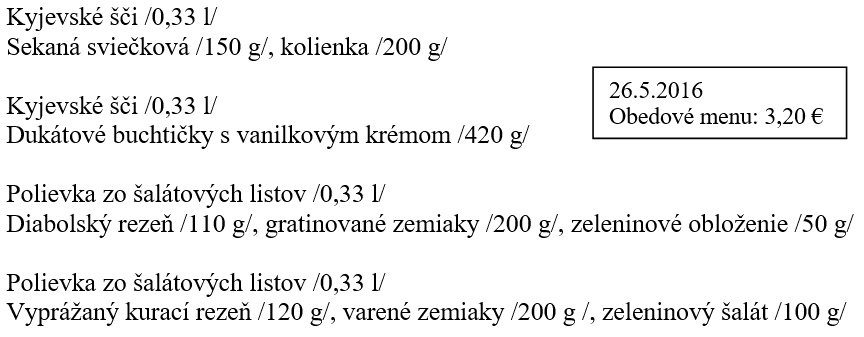 Kyjevské šči /0,33 l/
Sekaná sviečková /150 g/, kolienka /200 g/
26.5.2016
Obedové menu: 3,20 €
Kyjevské šči /0,33 l/
Dukátové buchtičky s vanilkovým krémom /420 g/
Polievka zo šalátových listov /0,33 l/
Diabolský rezeň /110 g/, gratinované zemiaky /200 g/, zeleninové obloženie /50 g/
Polievka zo šalátových listov /0,33 l/
Vyprážaný kurací rezeň /120 g/, varené zemiaky /200 g /, zeleninový šalát /100 g/